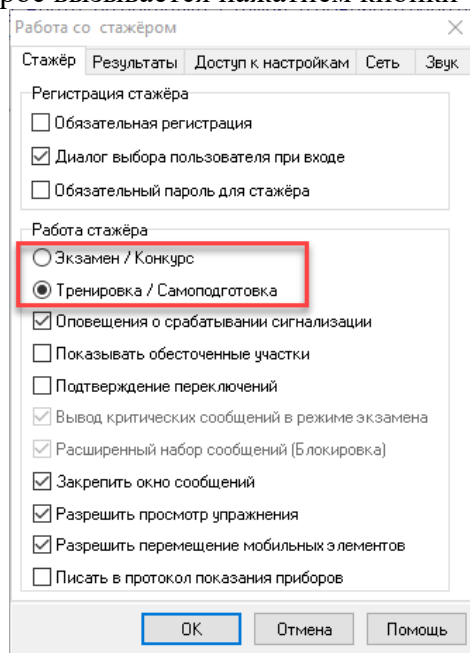 вызывается нажатием кнопки
Работа со стажёром
Стажёр Результаты Доступ к настройкам Сеть Звук
Регистрация стажёра
Обязательная регистрация
Диалог выбора пользователя при входе
Обязательный пароль для стажёра
Работа стажёра
Экзамен / Конкурс
Тренировка / Самоподготовка
Оповещения о срабатывании сигнализации
Показывать обесточенные участки
Подтверждение переключений
Вывод критических сообщений в режиме экзамена
Расширенный набор сообщений (Блокировка)
Закрепить окно сообщений
Разрешить просмотр упражнения
Разрешить перемещение мобильных элементов
Писать в протокол показания приборов
OK Отмена Помощь